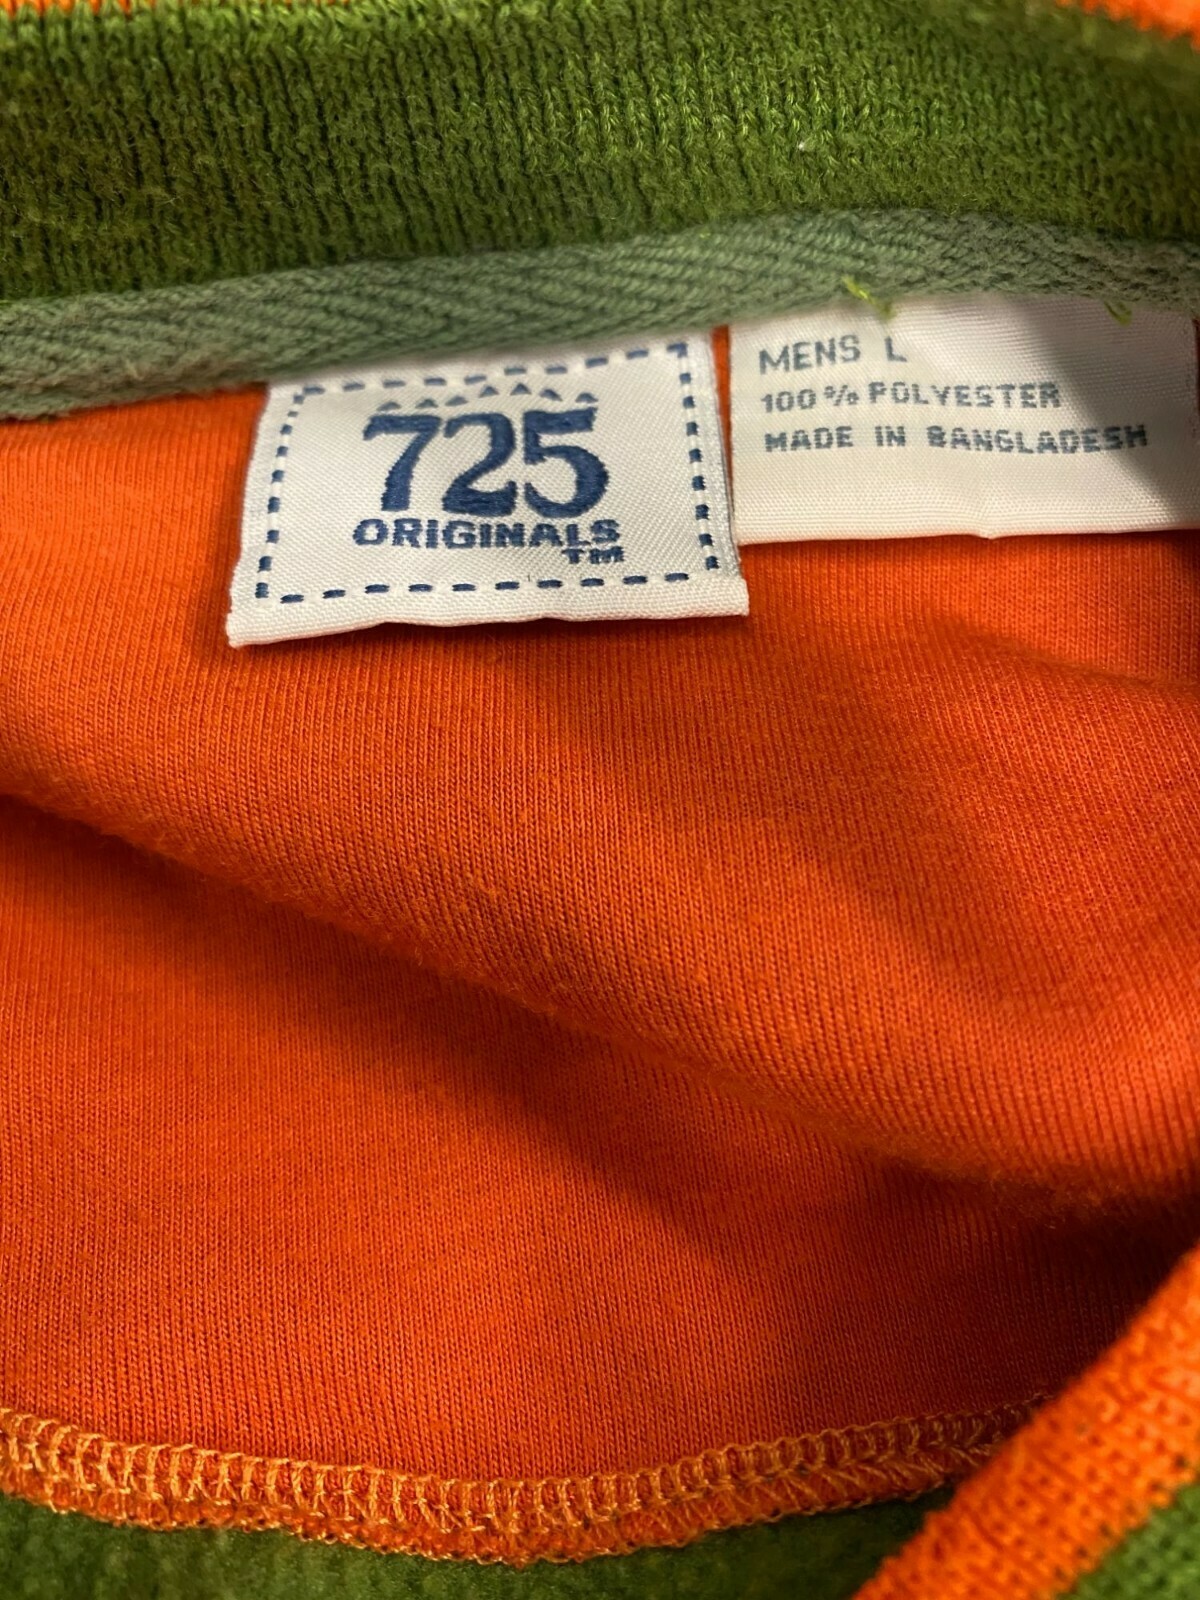 725
ORIGINALS
TM
MENS L
100% POLYESTER
MADE IN BANGLADESH